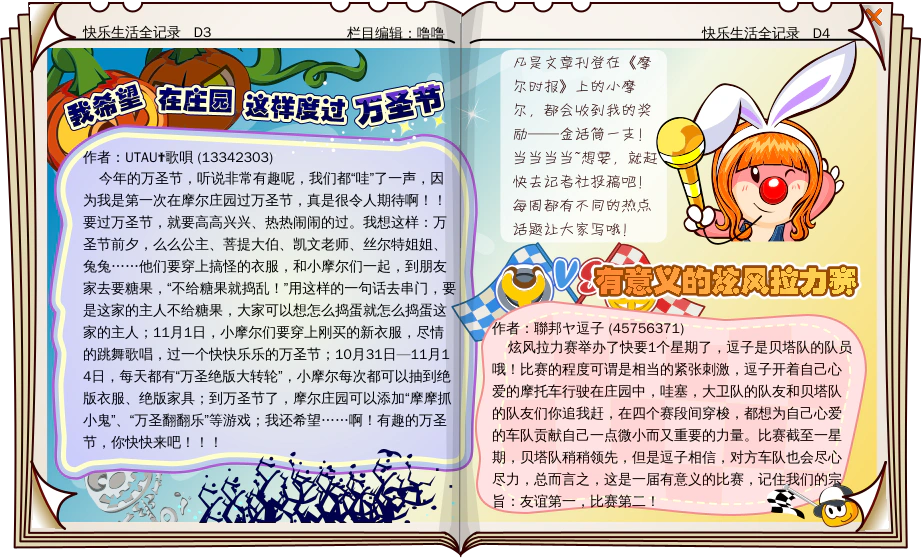 快乐生活全记录 D3
栏目编辑：噜噜
我希望 在庄园 这样度过 万圣节
作者：UTAU✝歌唄 (13342303)
今年的万圣节，听说非常有趣呢，我们都“哇”了一声，因
为我是第一次在摩尔庄园过万圣节，真是很令人期待啊！！
要过万圣节，就要高高兴兴、热热闹闹的过。我想这样：万
圣节前夕，么么公主、菩提大伯、凯文老师、丝尔特姐姐、
兔兔……他们要穿上搞怪的衣服，和小摩尔们一起，到朋友
家去要糖果，“不给糖果就捣乱！”用这样的一句话去串门，要
是这家的主人不给糖果，大家可以想怎么捣蛋就怎么捣蛋这
家的主人；11月1日，小摩尔们要穿上刚买的新衣服，尽情
的跳舞歌唱，过一个快快乐乐的万圣节；10月31日—11月1
4日，每天都有“万圣绝版大转轮”，小摩尔每次都可以抽到绝
版衣服、绝版家具；到万圣节了，摩尔庄园可以添加“摩摩抓
小鬼”、“万圣翻翻乐”等游戏；我还希望……啊！有趣的万圣
节，你快快来吧！！！
快乐生活全记录 D4
凡是文章刊登在《摩
尔时报》上的小摩
尔，都会收到我的奖
励——金话筒一支！
当当当当~想要，就赶
快去记者社投稿吧！
每周都有不同的热点
话题让大家写哦！
VS
有意义的炫风拉力赛
作者：聯邦ヤ逗子 (45756371)
炫风拉力赛举办了快要1个星期了，逗子是贝塔队的队员
哦！比赛的程度可谓是相当的紧张刺激，逗子开着自己心
爱的摩托车行驶在庄园中，哇塞，大卫队的队友和贝塔队
的队友们你追我赶，在四个赛段间穿梭，都想为自己心爱
的车队贡献自己一点微小而又重要的力量。比赛截至一星
期，贝塔队稍稍领先，但是逗子相信，对方车队也会尽心
尽力，总而言之，这是一届有意义的比赛，记住我们的宗
旨：友谊第一，比赛第二！